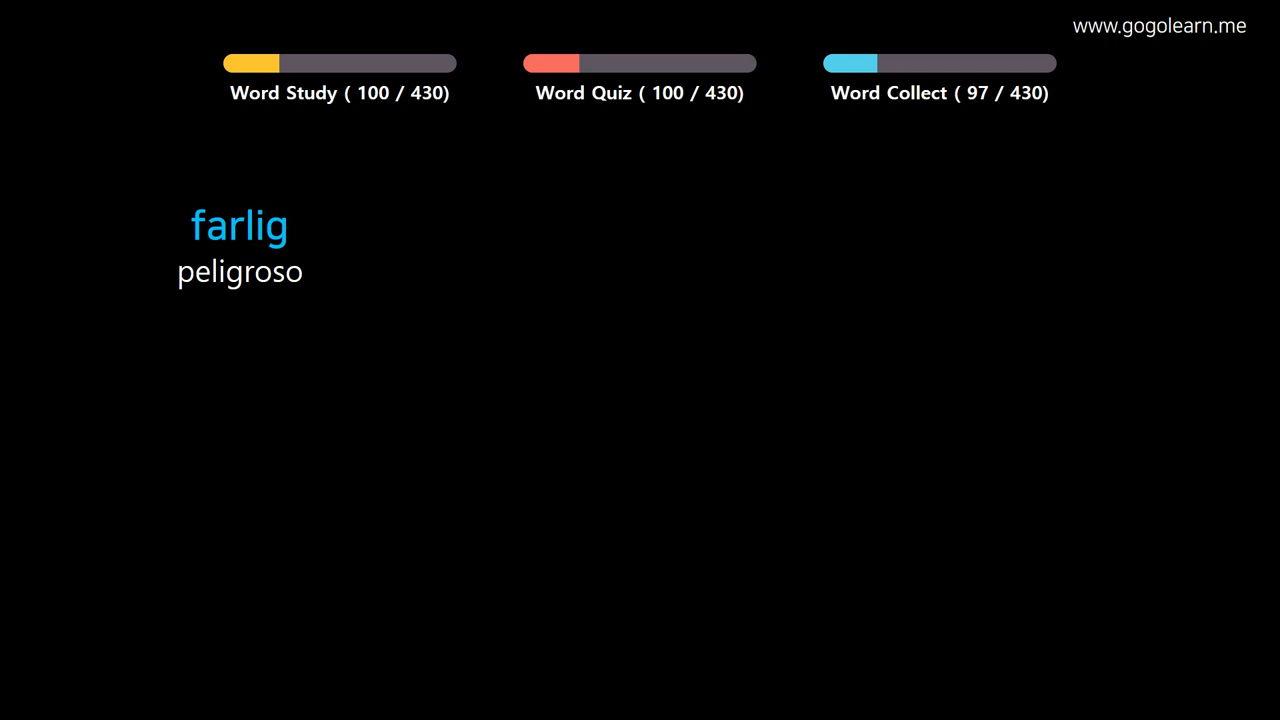 www.gogolearn.me
Word Study ( 100 / 430)
Word Quiz ( 100 / 430)
Word Collect ( 97 / 430)
farlig
peligroso